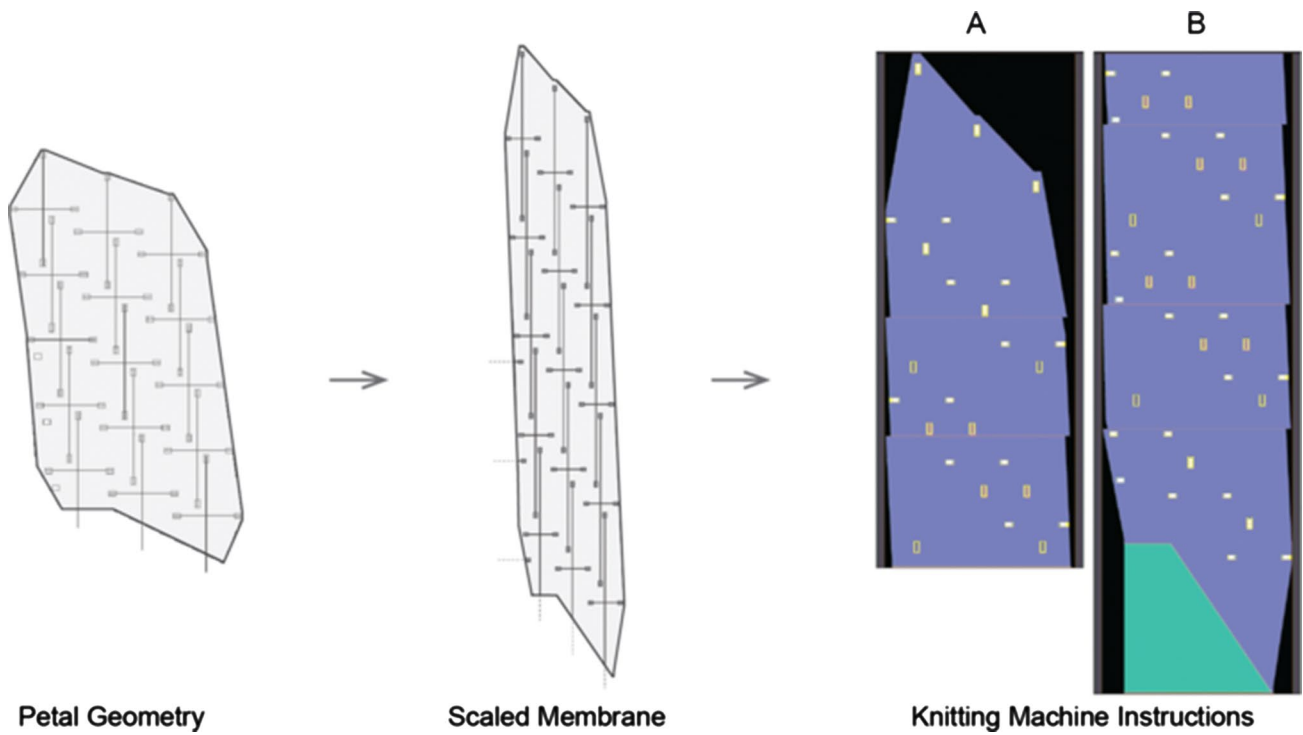 A
B
Petal Geometry
Scaled Membrane
Knitting Machine Instructions